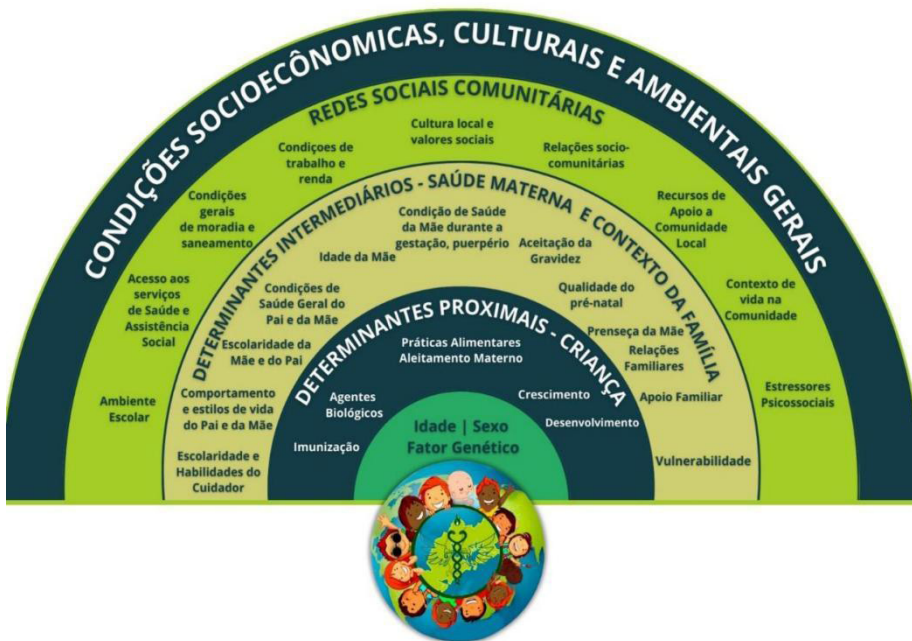 CONDIÇÕES SOCIOECÔNOMICAS, CULTURAIS E AMBIENTAIS GERAIS
REDES SOCIAIS COMUNITÁRIAS
Ambiente
Escolar
Acesso aos
serviços
de Saúde e
Assistência
Social
Condições
gerais
de moradia e
saneamento
Condiçoes de
trabalho e
renda
Cultura local e
valores sociais
Relações socio-
comunitárias
Recursos de
Apoio a
Comunidade
Local
Contexto de
vida na
Comunidade
Estressores
Psicossociais
DETERMINANTES INTERMEDIÁRIOS - SAÚDE MATERNA E CONTEXTO DA FAMÍLIA
Escolaridade e
Habilidades do
Cuidador
Comportamento
e estilos de vida
do Pai e da Mãe
Escolaridade da
Mãe e do Pai
Condições de
Saúde Geral do
Pai e da Mãe
Idade da Mãe
Condição de Saúde
da Mãe durante a
gestação, puerpério
Aceitação da
Gravidez
Qualidade do
pré-natal
Prenseça da Mãe
Relações
Familiares
Apoio Familiar
Vulnerabilidade
DETERMINANTES PROXIMAIS - CRIANÇA
Imunização
Agentes
Biológicos
Práticas Alimentares
Aleitamento Materno
Crescimento
Desenvolvimento
Idade | Sexo
Fator Genético